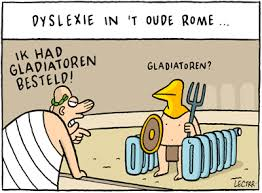 DYSLEXIE IN 'T OUDE ROME ...
IK HAD
GLADIATOREN
BESTELD!
GLADIATOREN?
LECTRR